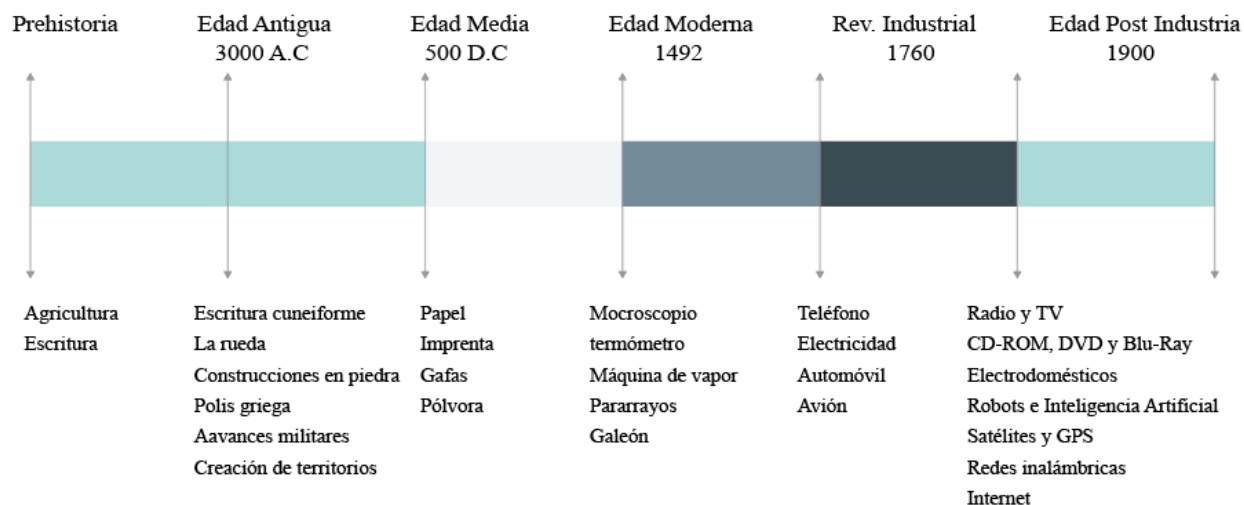 Prehistoria
Edad Antigua
3000 A.C
Edad Media
500 D.C
Edad Moderna
1492
Rev. Industrial
1760
Edad Post Industria
1900
Agricultura
Escritura
Escritura cuneiforme
La rueda
Construcciones en piedra
Polis griega
Aavances militares
Creación de territorios
Papel
Imprenta
Gafas
Pólvora
Mocroscopio
termómetro
Máquina de vapor
Pararrayos
Galeón
Teléfono
Electricidad
Automóvil
Avión
Radio y TV
CD-ROM, DVD y Blu-Ray
Electrodomésticos
Robots e Inteligencia Artificial
Satélites y GPS
Redes inalámbricas
Internet